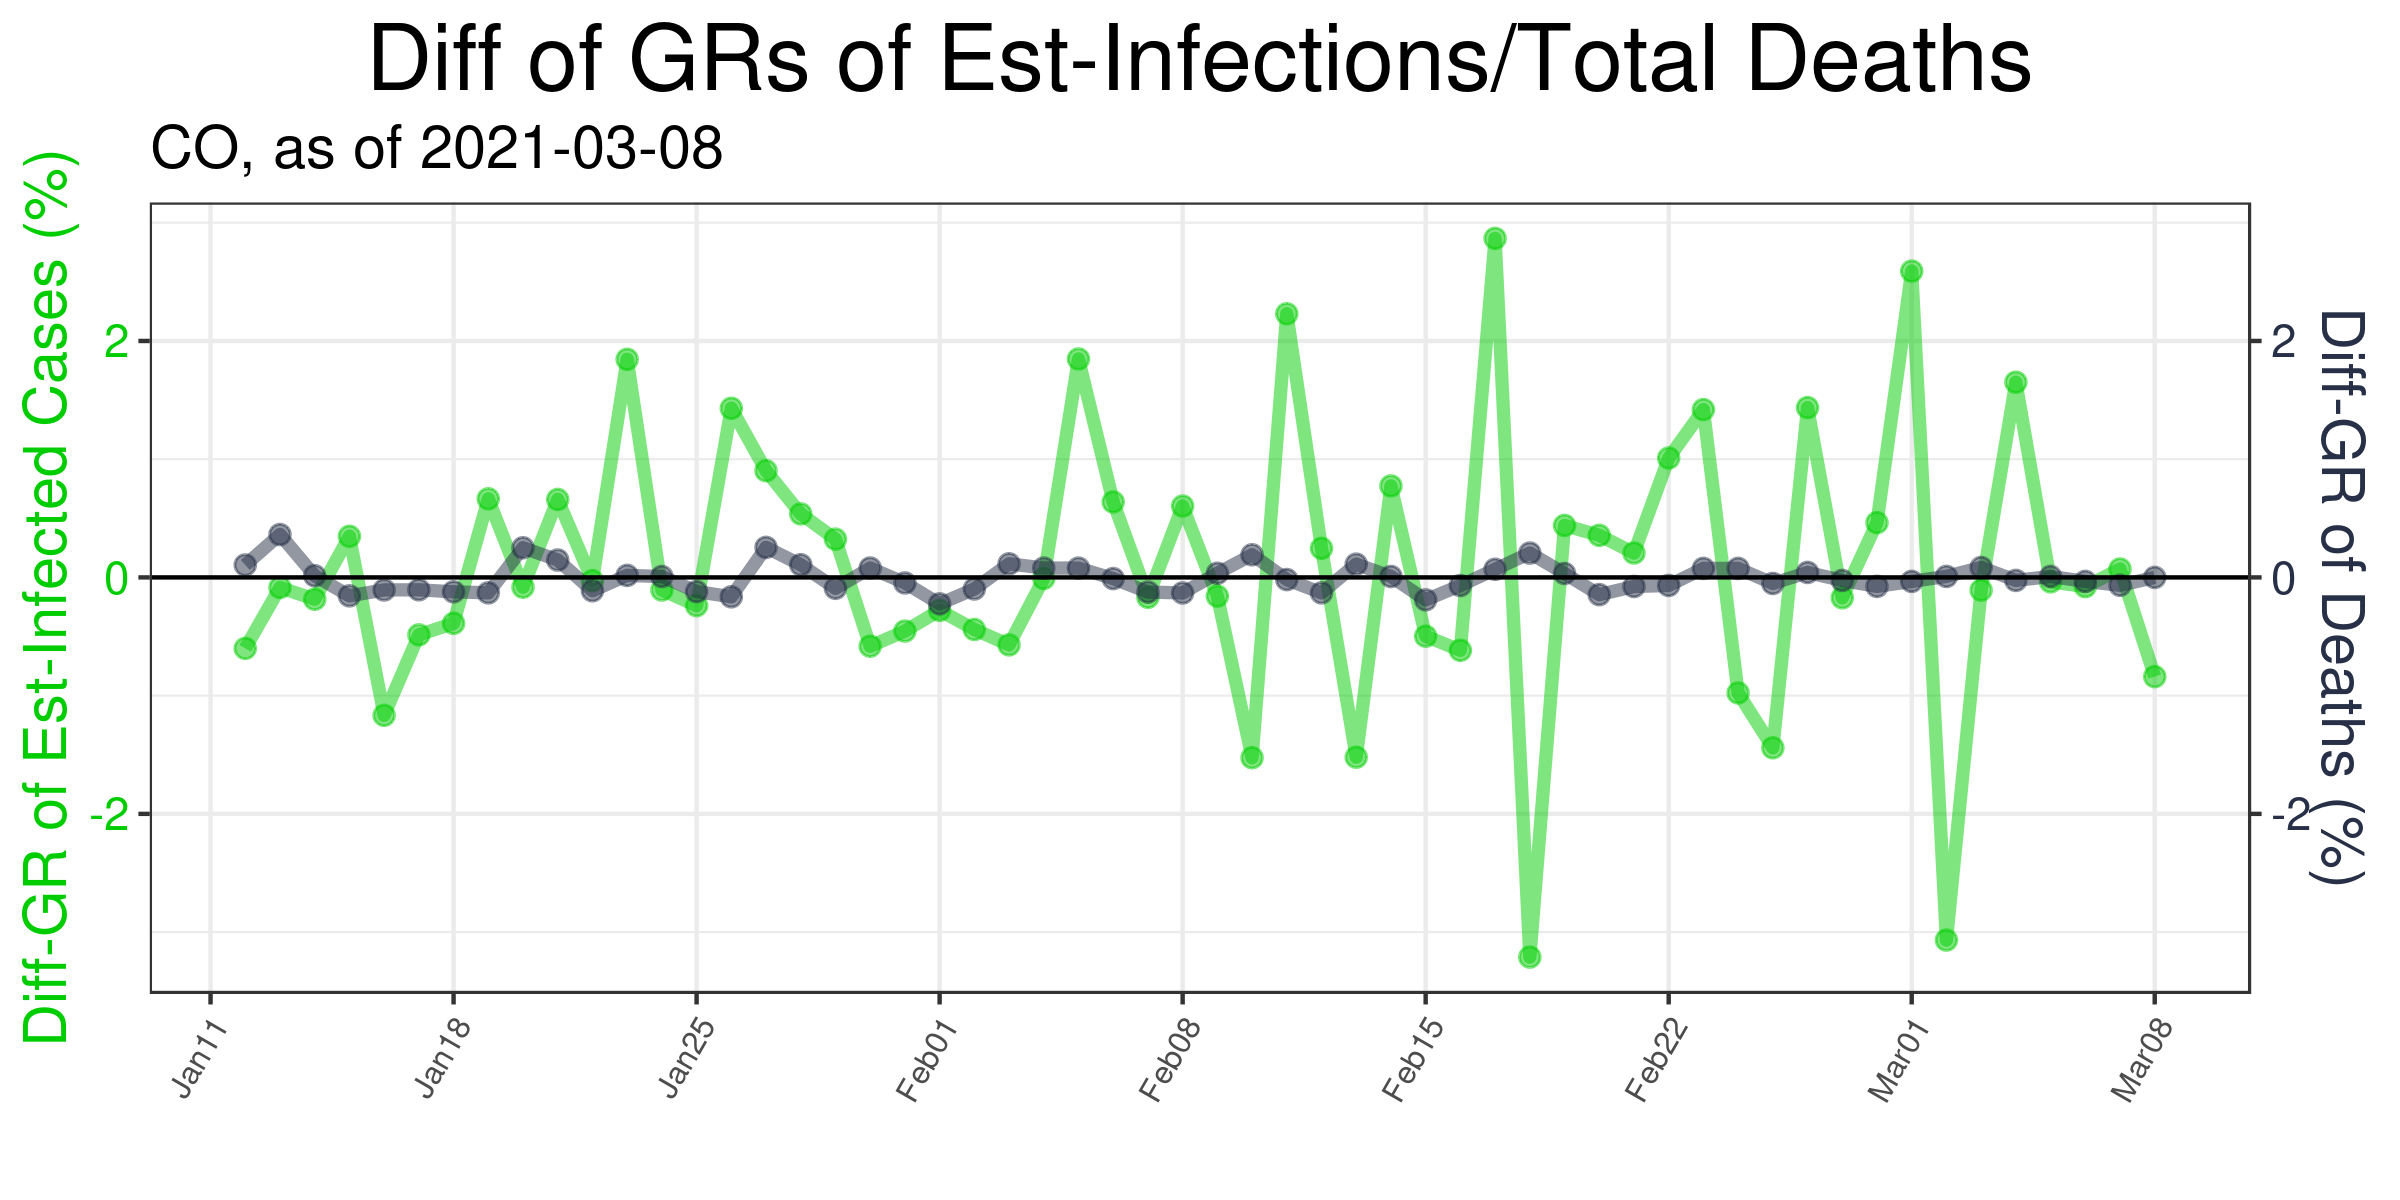 Diff of GRs of Est-Infections/Total Deaths
CO, as of 2021-03-08
Diff-GR of Est-Infected Cases (%)
2
0
-2
2
0
-2
Diff-GR of Deaths (%)
Jan11
Jan18
Jan25
Feb01
Feb08
Feb15
Feb22
Mar01
Mar08